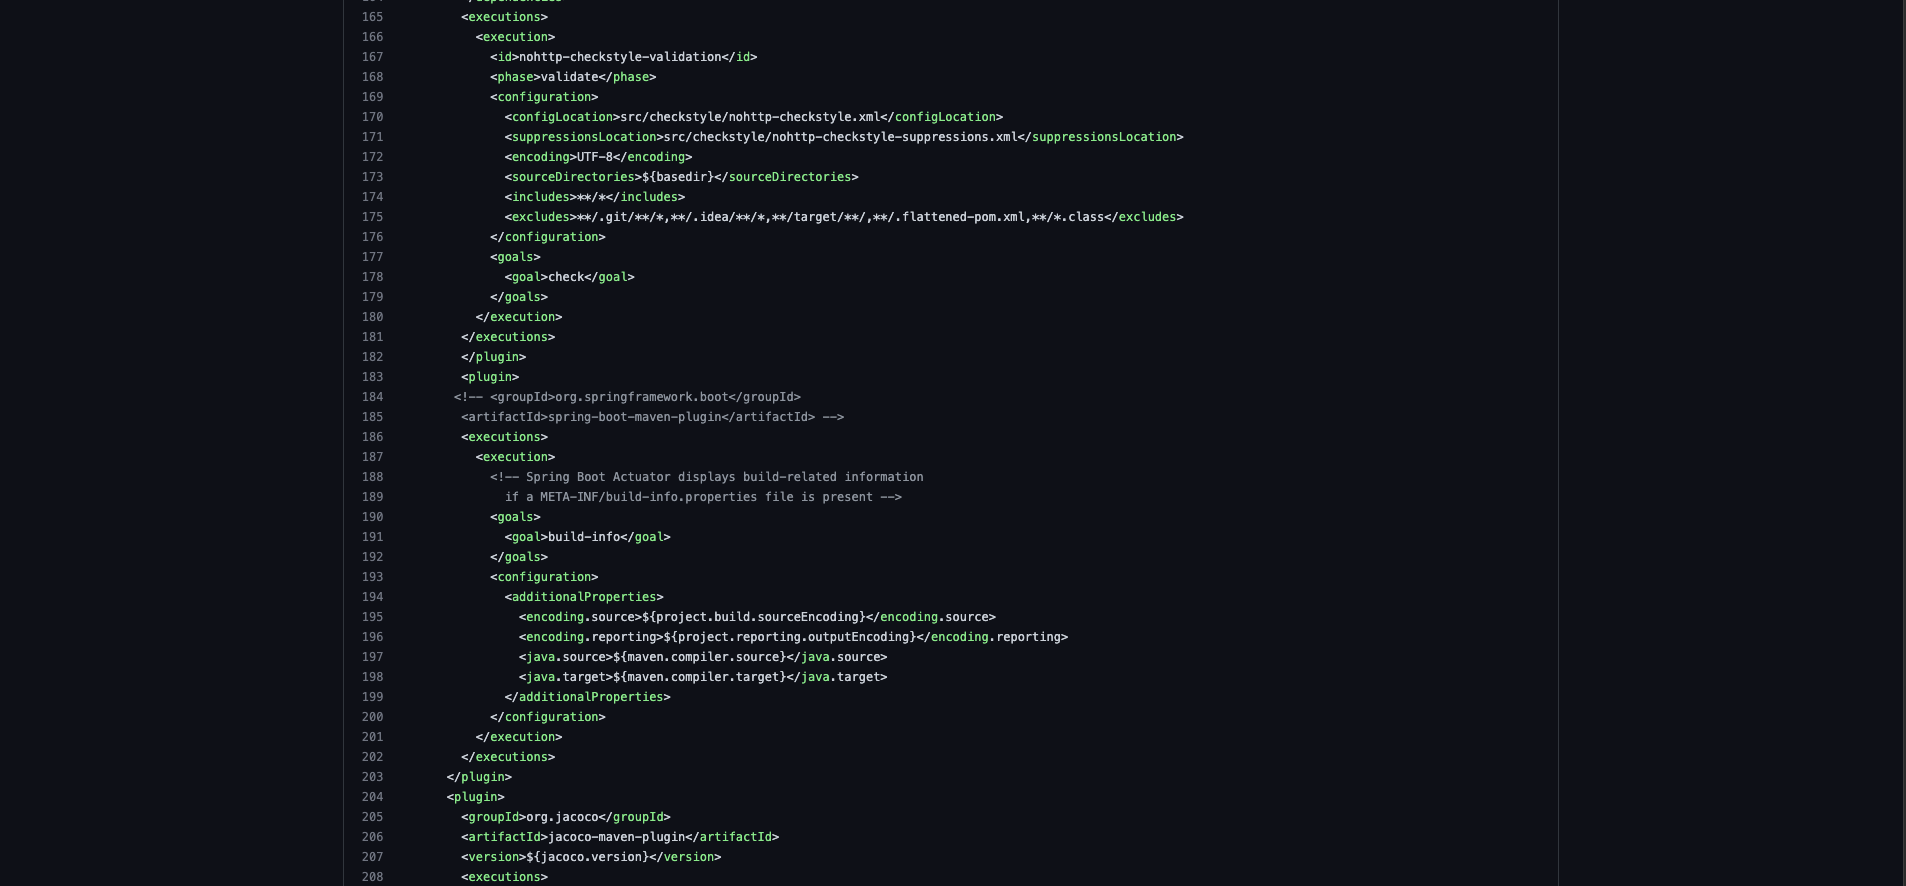 165 <executions>
166 <execution>
167 <id>nohttp-checkstyle-validation</id>
168 <phase>validate</phase>
169 <configuration>
170 <configLocation>src/checkstyle/nohttp-checkstyle.xml</configLocation>
171 <suppressionsLocation>src/checkstyle/nohttp-checkstyle-suppressions.xml</suppressionsLocation>
172 <encoding>UTF-8</encoding>
173 <sourceDirectories>${basedir}</sourceDirectories>
174 <includes>**/*</includes>
175 <excludes>**/.git/**/*,**/.idea/**/*,**/target/**/,**/.flattened-pom.xml,**/*.class</excludes>
176 </configuration>
177 <goals>
178 <goal>check</goal>
179 </goals>
180 </execution>
181 </executions>
182 </plugin>
183 <plugin>
184 <!-- <groupId>org.springframework.boot</groupId>
185 <artifactId>spring-boot-maven-plugin</artifactId> -->
186 <executions>
187 <execution>
188 <!-- Spring Boot Actuator displays build-related information
189 if a META-INF/build-info.properties file is present -->
190 <goals>
191 <goal>build-info</goal>
192 </goals>
193 <configuration>
194 <additionalProperties>
195 <encoding.source>${project.build.sourceEncoding}</encoding.source>
196 <encoding.reporting>${project.reporting.outputEncoding}</encoding.reporting>
197 <java.source>${maven.compiler.source}</java.source>
198 <java.target>${maven.compiler.target}</java.target>
199 </additionalProperties>
200 </configuration>
201 </execution>
202 </executions>
203 </plugin>
204 <plugin>
205 <groupId>org.jacoco</groupId>
206 <artifactId>jacoco-maven-plugin</artifactId>
207 <version>${jacoco.version}</version>
208 <executions>